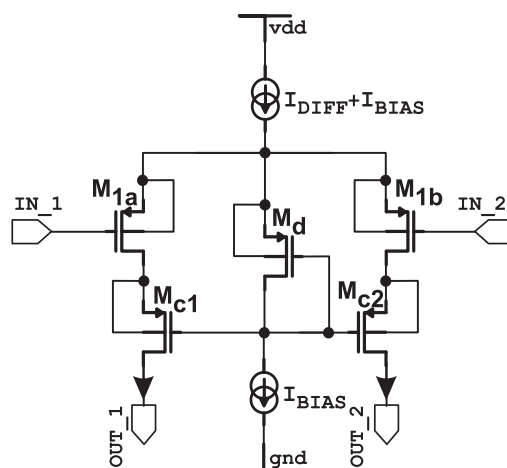 vdd
I_DIFF+I_BIAS
M_1a
M_1b
IN_1
IN_2
M_d
M_c1
M_c2
I_BIAS
OUT_1
OUT_2
gnd